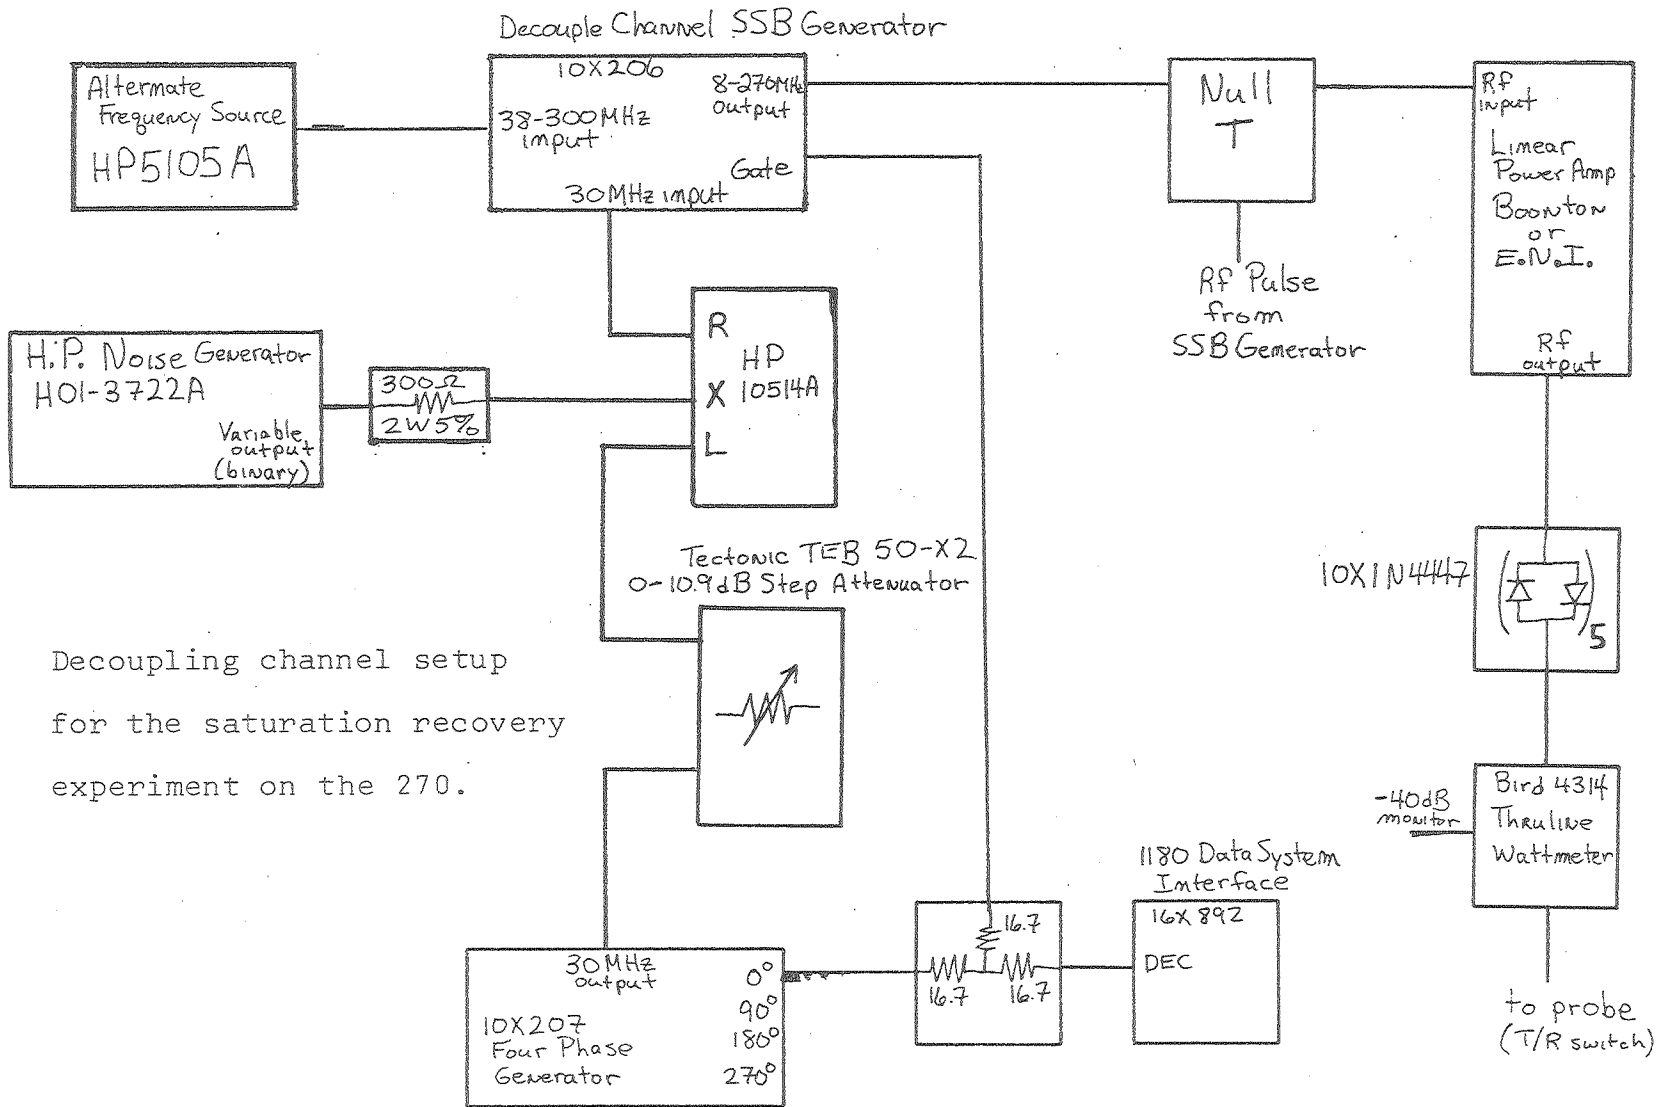 Decouple Channel SSB Generator
Alternate
Frequency Source
HP5105A
10X206
38-300MHz
input
8-270MHz
output
Gate
30MHz input
Null
T
Rf Pulse
from
SSB Generator
Rf
input
Linear
Power Amp
Boonton
or
E.N.I.
Rf
output
H.P. Noise Generator
H01-3722A
Variable
output
(binary)
300Ω
2W 5%
R
HP
X 10514A
L
Tectonic TEB 50-X2
0-10.9dB Step Attenuator
10X1N4447
5
Decoupling channel setup
for the saturation recovery
experiment on the 270.
-40dB
monitor
Bird 4314
Thruline
Wattmeter
1180 Data System
Interface
16X892
DEC
16.7
16.7
16.7
30MHz
output
0°
90°
180°
270°
10X207
Four Phase
Generator
to probe
(T/R switch)